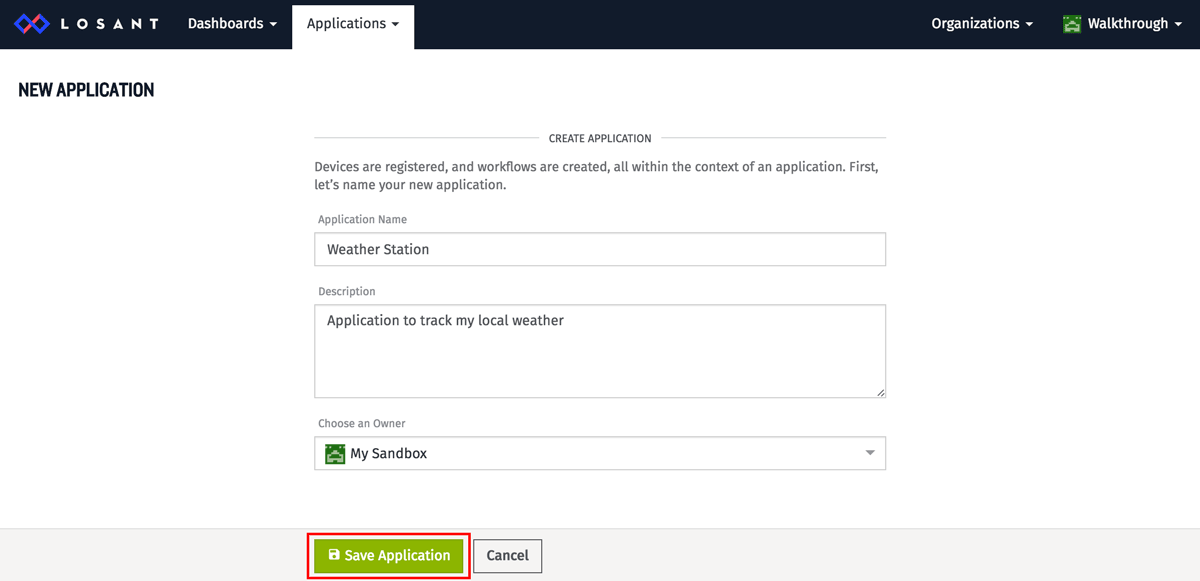 LOSANT Dashboards Applications Organizations Walkthrough
NEW APPLICATION
CREATE APPLICATION
Devices are registered, and workflows are created, all within the context of an application. First,
let's name your new application.
Application Name
Weather Station
Description
Application to track my local weather
Choose an Owner
My Sandbox
Save Application Cancel